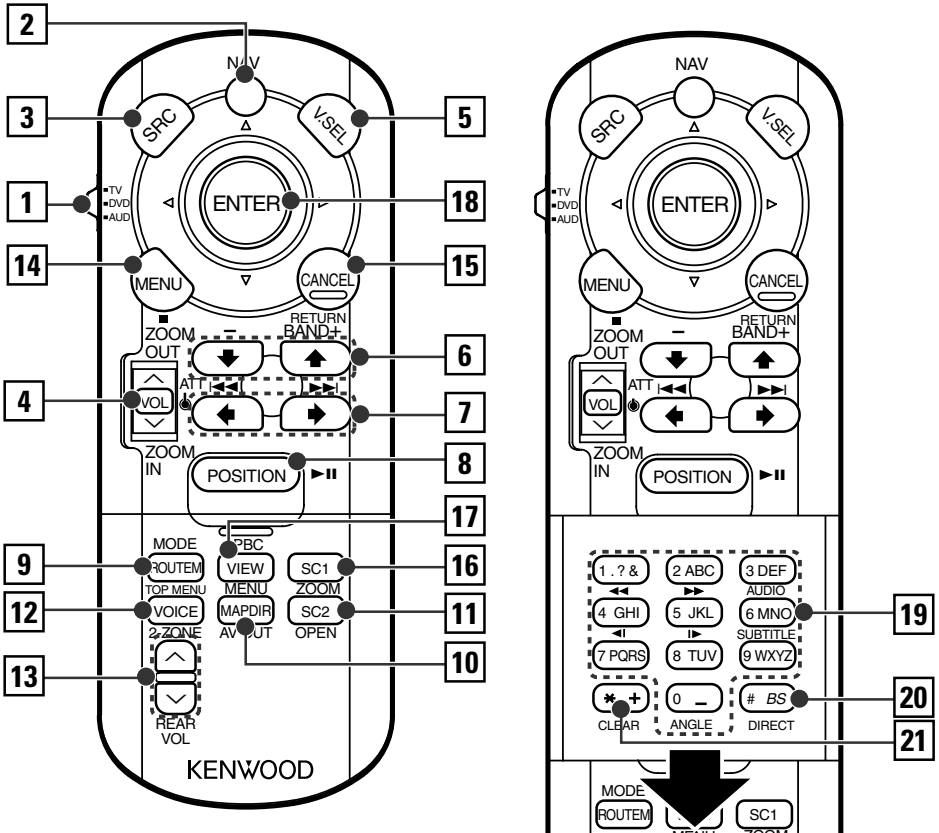 2
NAV
3
SRC
V.SEL
5
TV
DVD
AUD
1
ENTER
18
14
MENU
CANCEL
15
RETURN
ZOOM
OUT
–
BAND+
6
ATT
4
VOL
7
ZOOM
IN
POSITION
8
17
MODE
PBC
9
ROUTEM
VIEW
SC1
16
TOP MENU
MENU
ZOOM
12
VOICE
MAPDIR
SC2
11
2-ZONE
AV OUT
OPEN
10
13
REAR
VOL
KENWOOD
NAV
SRC
V.SEL
TV
DVD
AUD
ENTER
MENU
CANCEL
RETURN
ZOOM
OUT
–
BAND+
ATT
VOL
ZOOM
IN
POSITION
1 .? &
2 ABC
3 DEF
AUDIO
4 GHI
5 JKL
6 MNO
19
SUBTITLE
7 PQRS
8 TUV
9 WXYZ
* +
0 _
# BS
20
CLEAR
ANGLE
DIRECT
21
MODE
ROUTEM
SC1
MENU
ZOOM